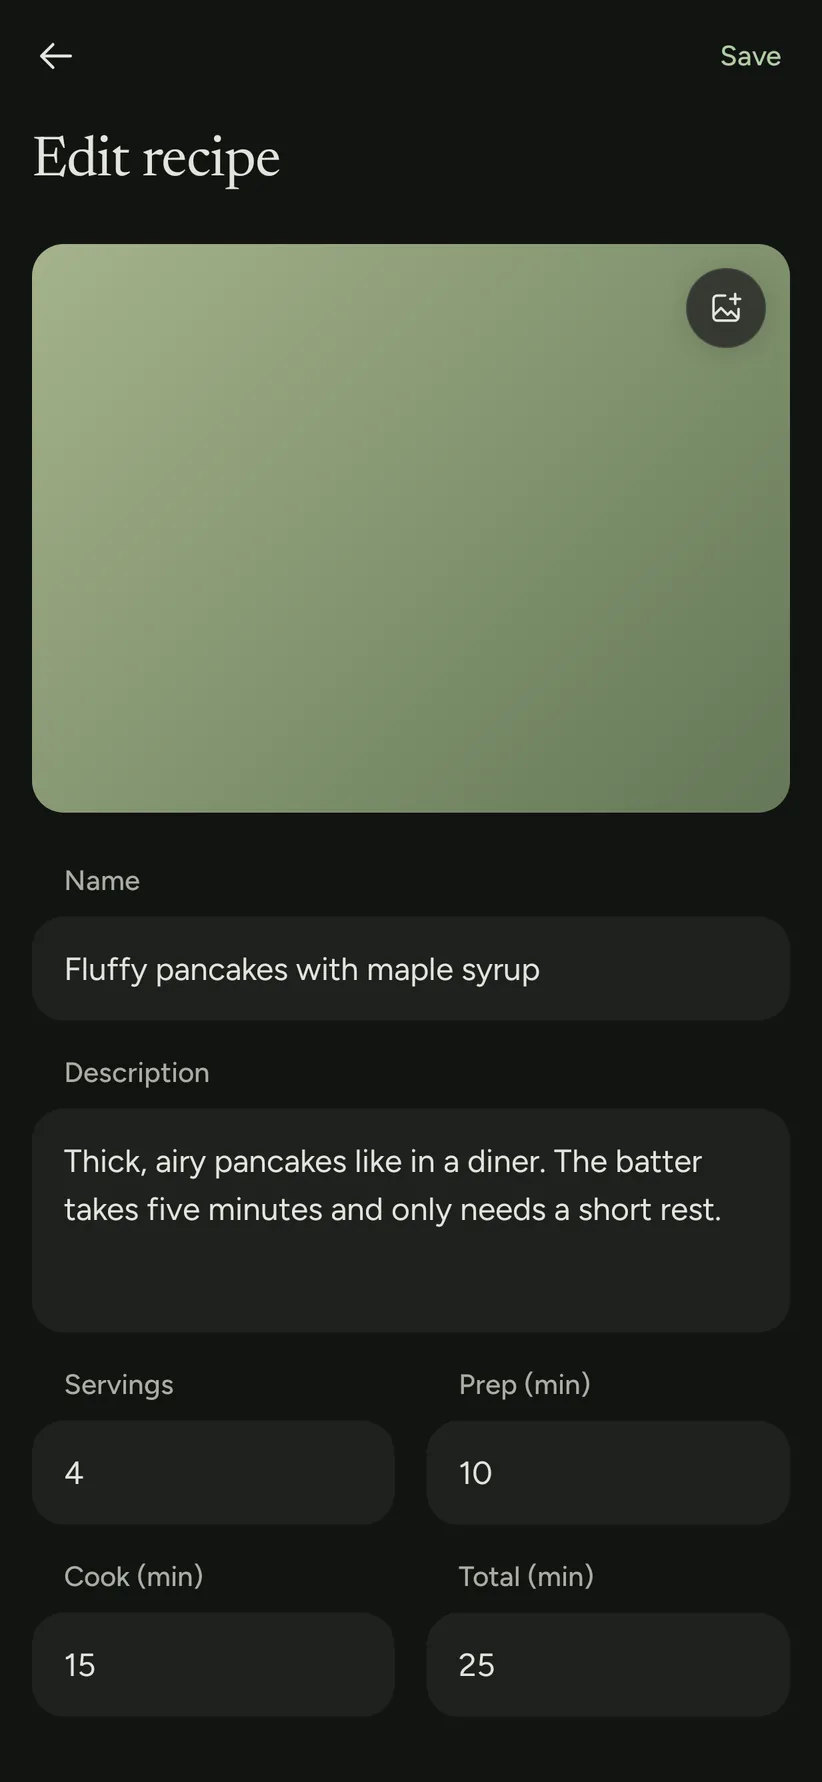 Save
Edit recipe
Name
Fluffy pancakes with maple syrup
Description
Thick, airy pancakes like in a diner. The batter
takes five minutes and only needs a short rest.
Servings
Prep (min)
4
10
Cook (min)
Total (min)
15
25